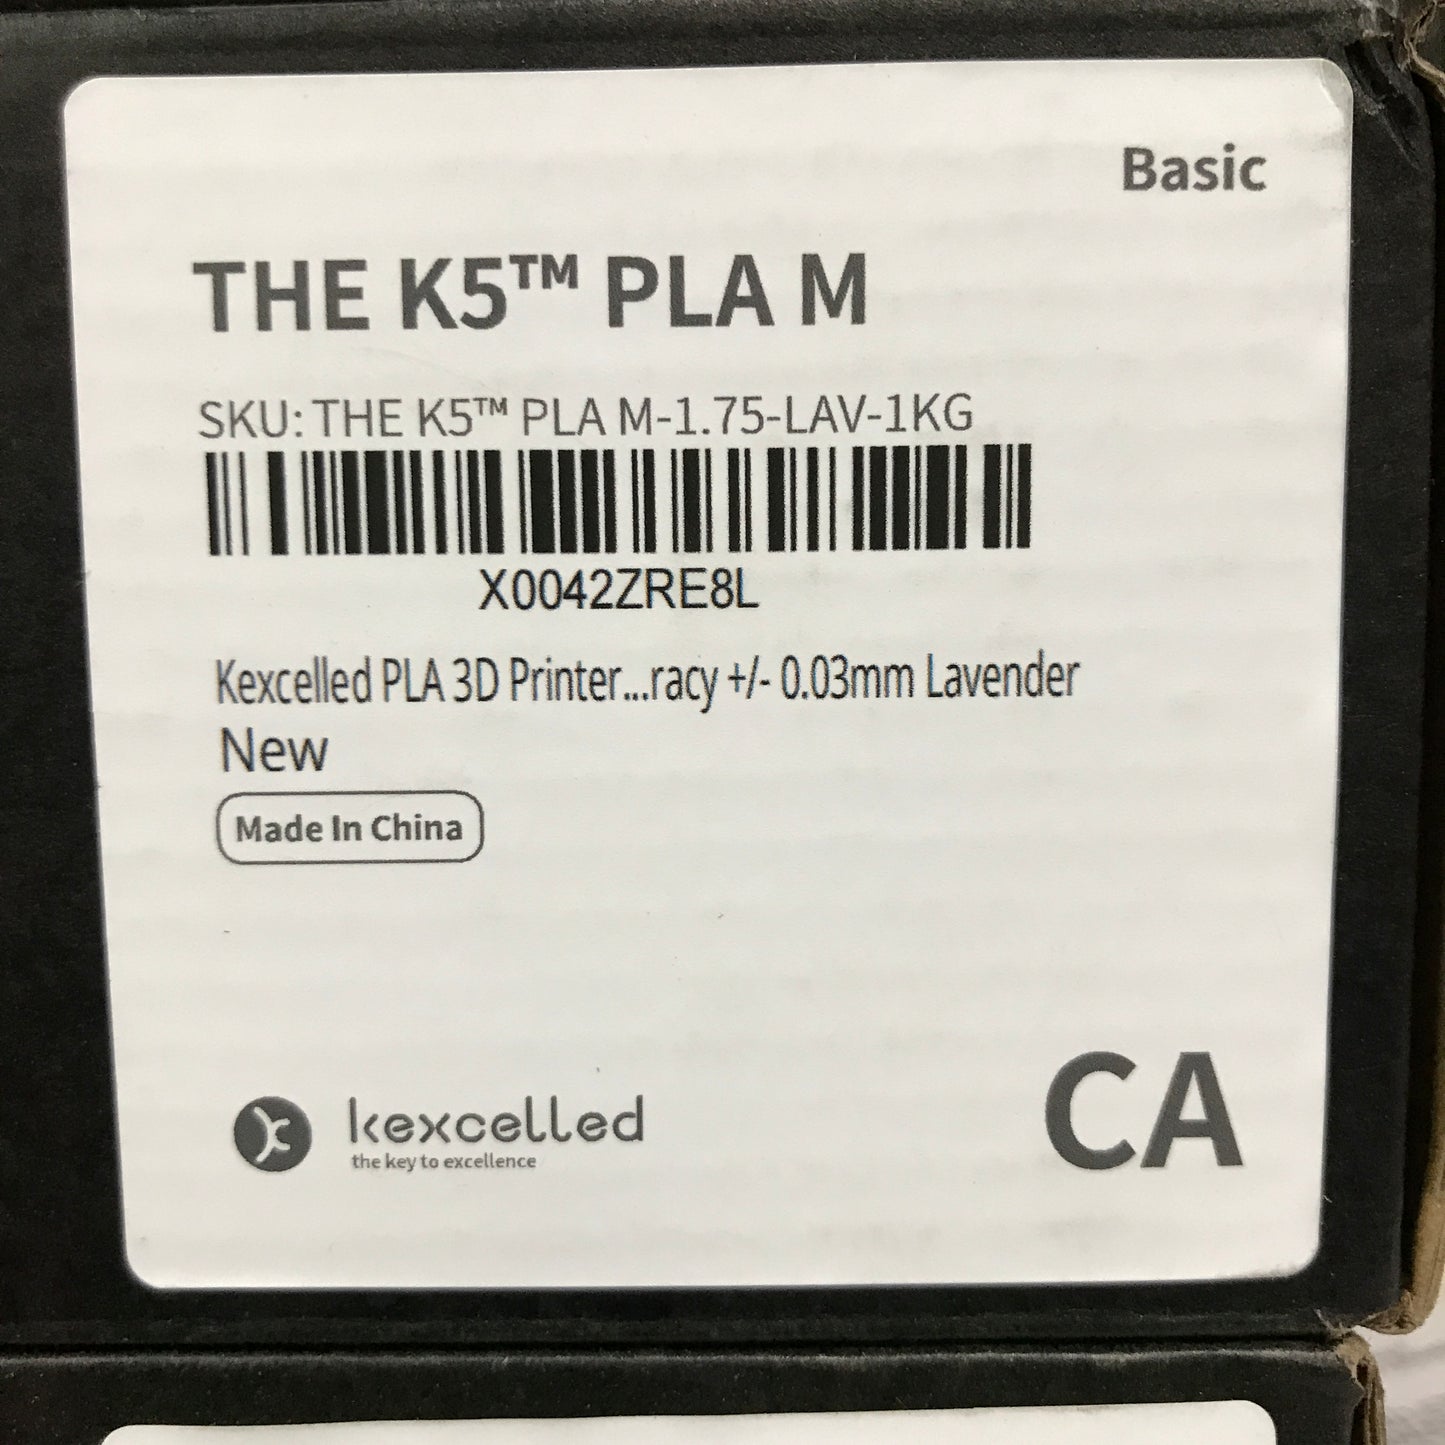 Basic
THE K5™ PLA M
SKU: THE K5™ PLA M-1.75-LAV-1KG
X0042ZRE8L
Kexcelled PLA 3D Printer...racy +/- 0.03mm Lavender
New
Made In China
kexcelled
the key to excellence
CA